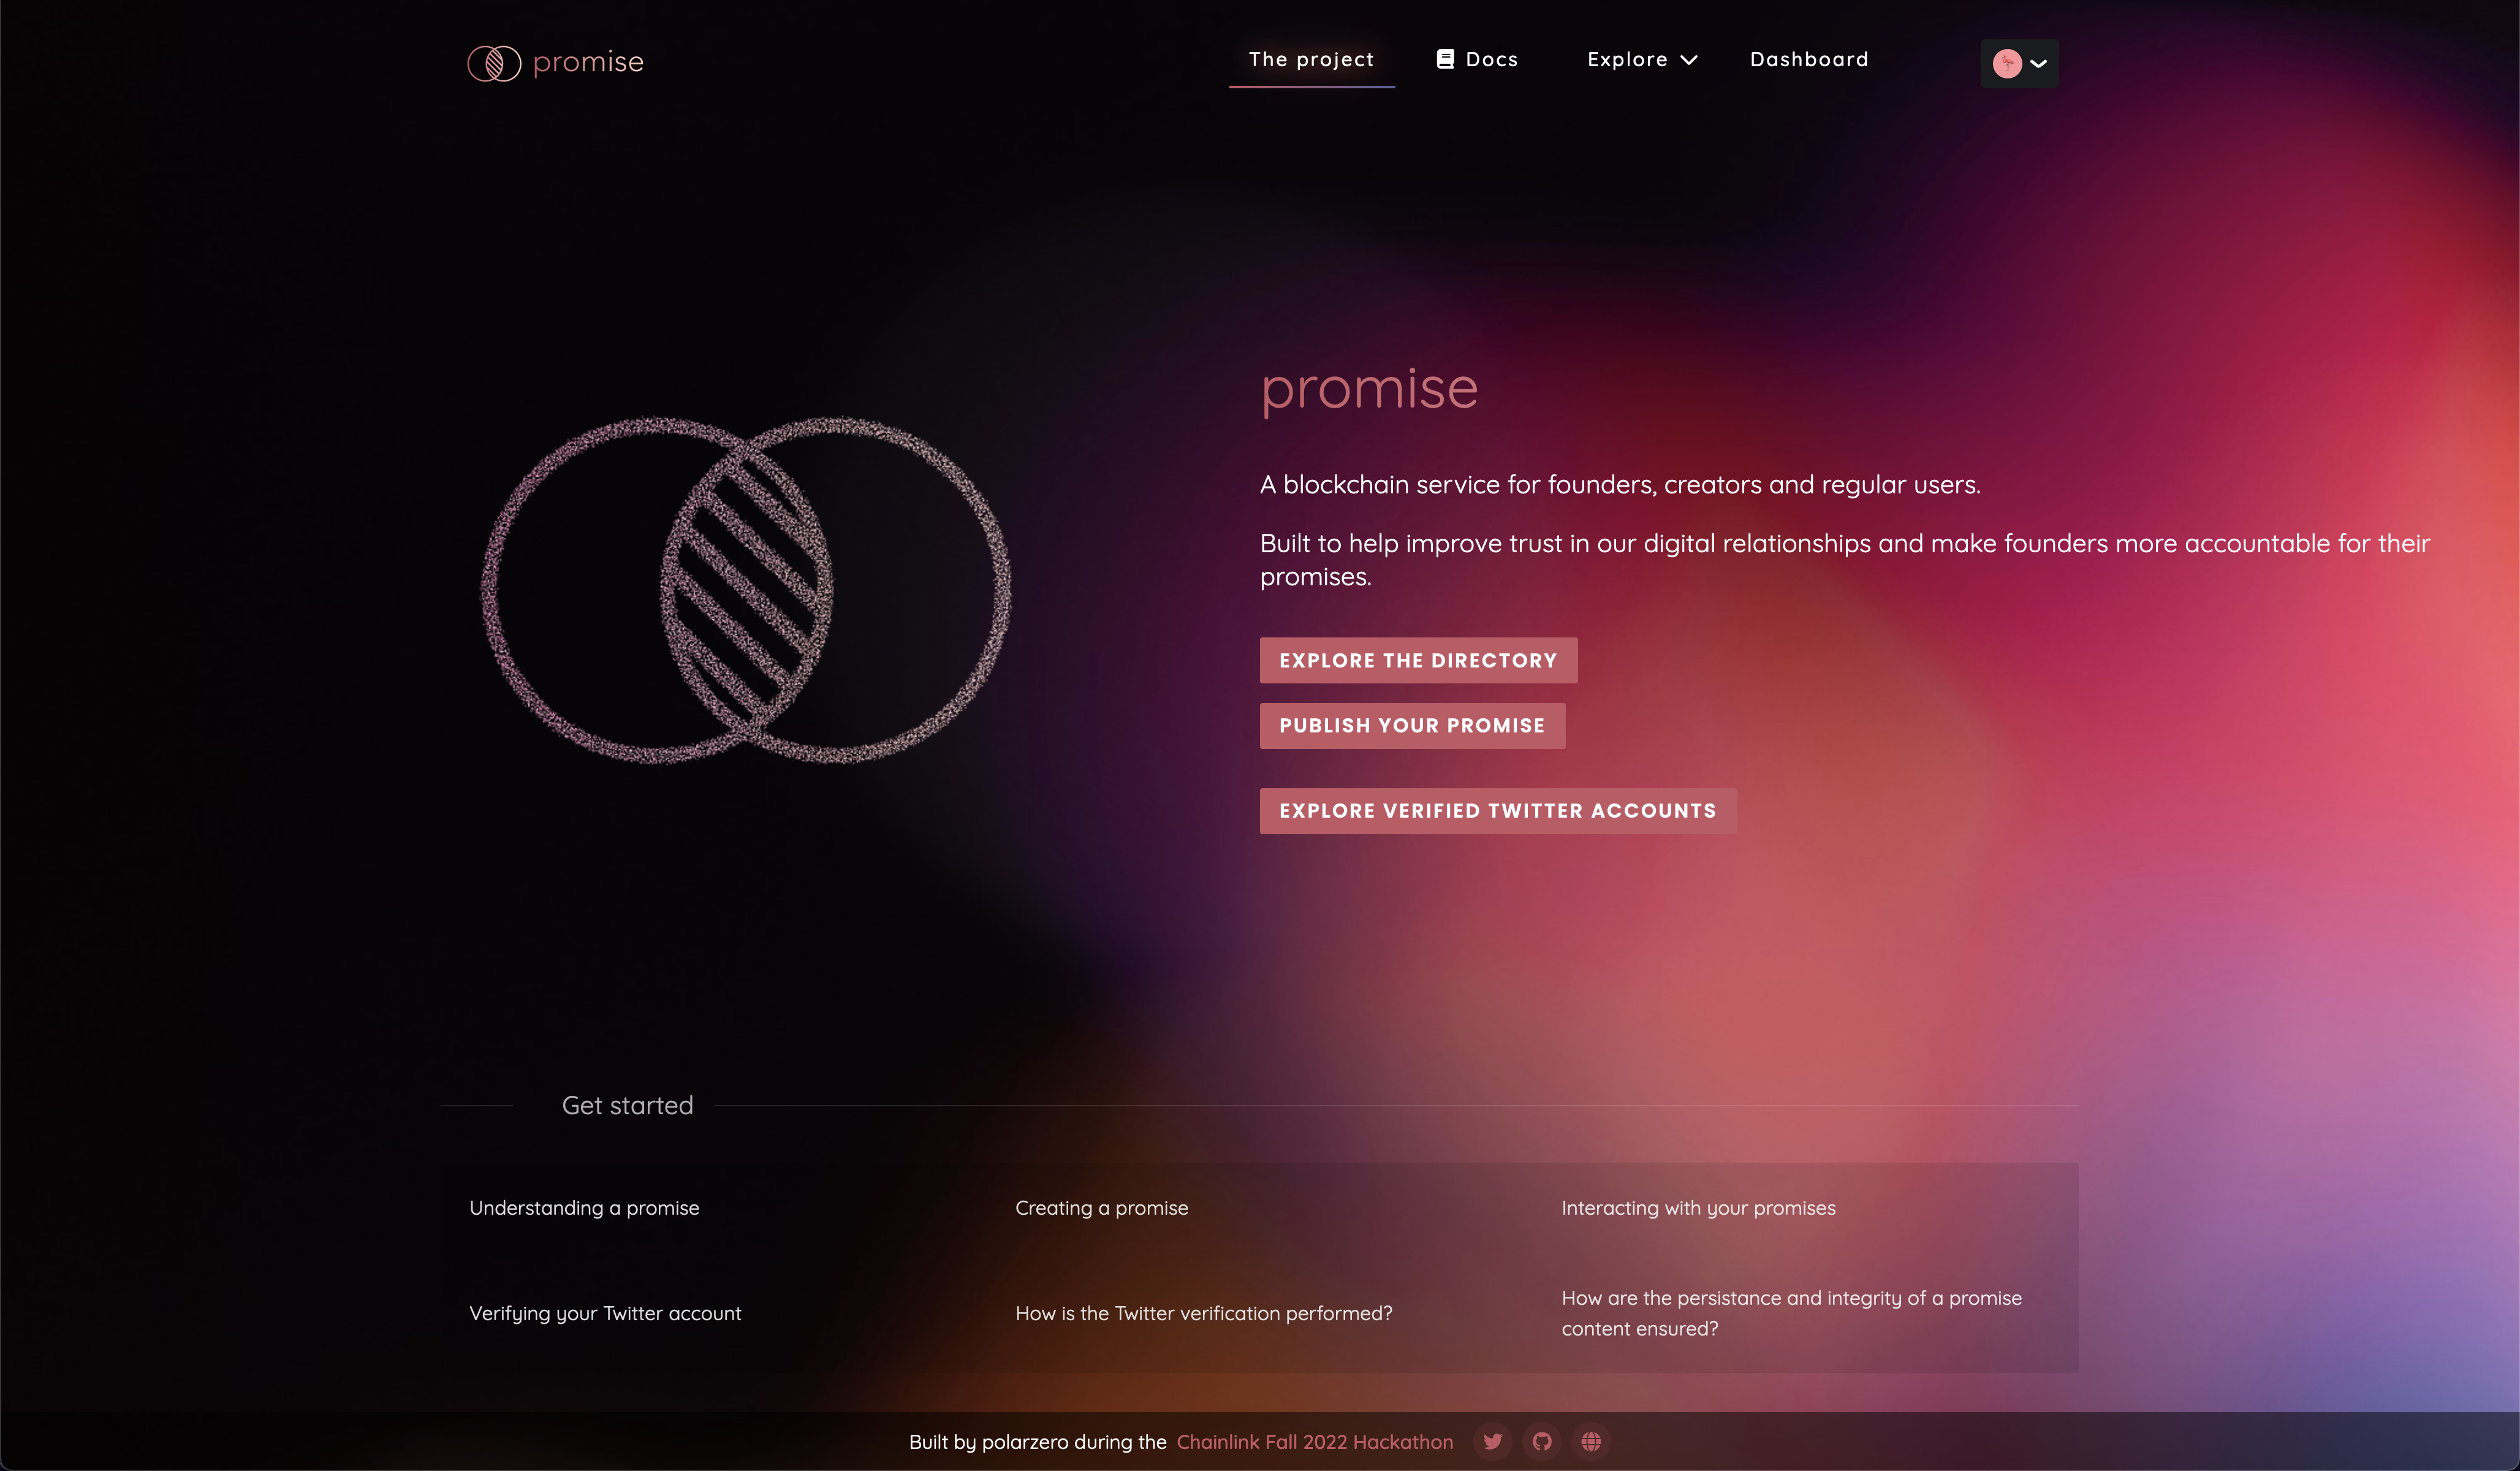 promise
The project
Docs
Explore
Dashboard
promise
A blockchain service for founders, creators and regular users.
Built to help improve trust in our digital relationships and make founders more accountable for their
promises.
EXPLORE THE DIRECTORY
PUBLISH YOUR PROMISE
EXPLORE VERIFIED TWITTER ACCOUNTS
Get started
Understanding a promise
Creating a promise
Interacting with your promises
Verifying your Twitter account
How is the Twitter verification performed?
How are the persistance and integrity of a promise
content ensured?
Built by polarzero during the Chainlink Fall 2022 Hackathon